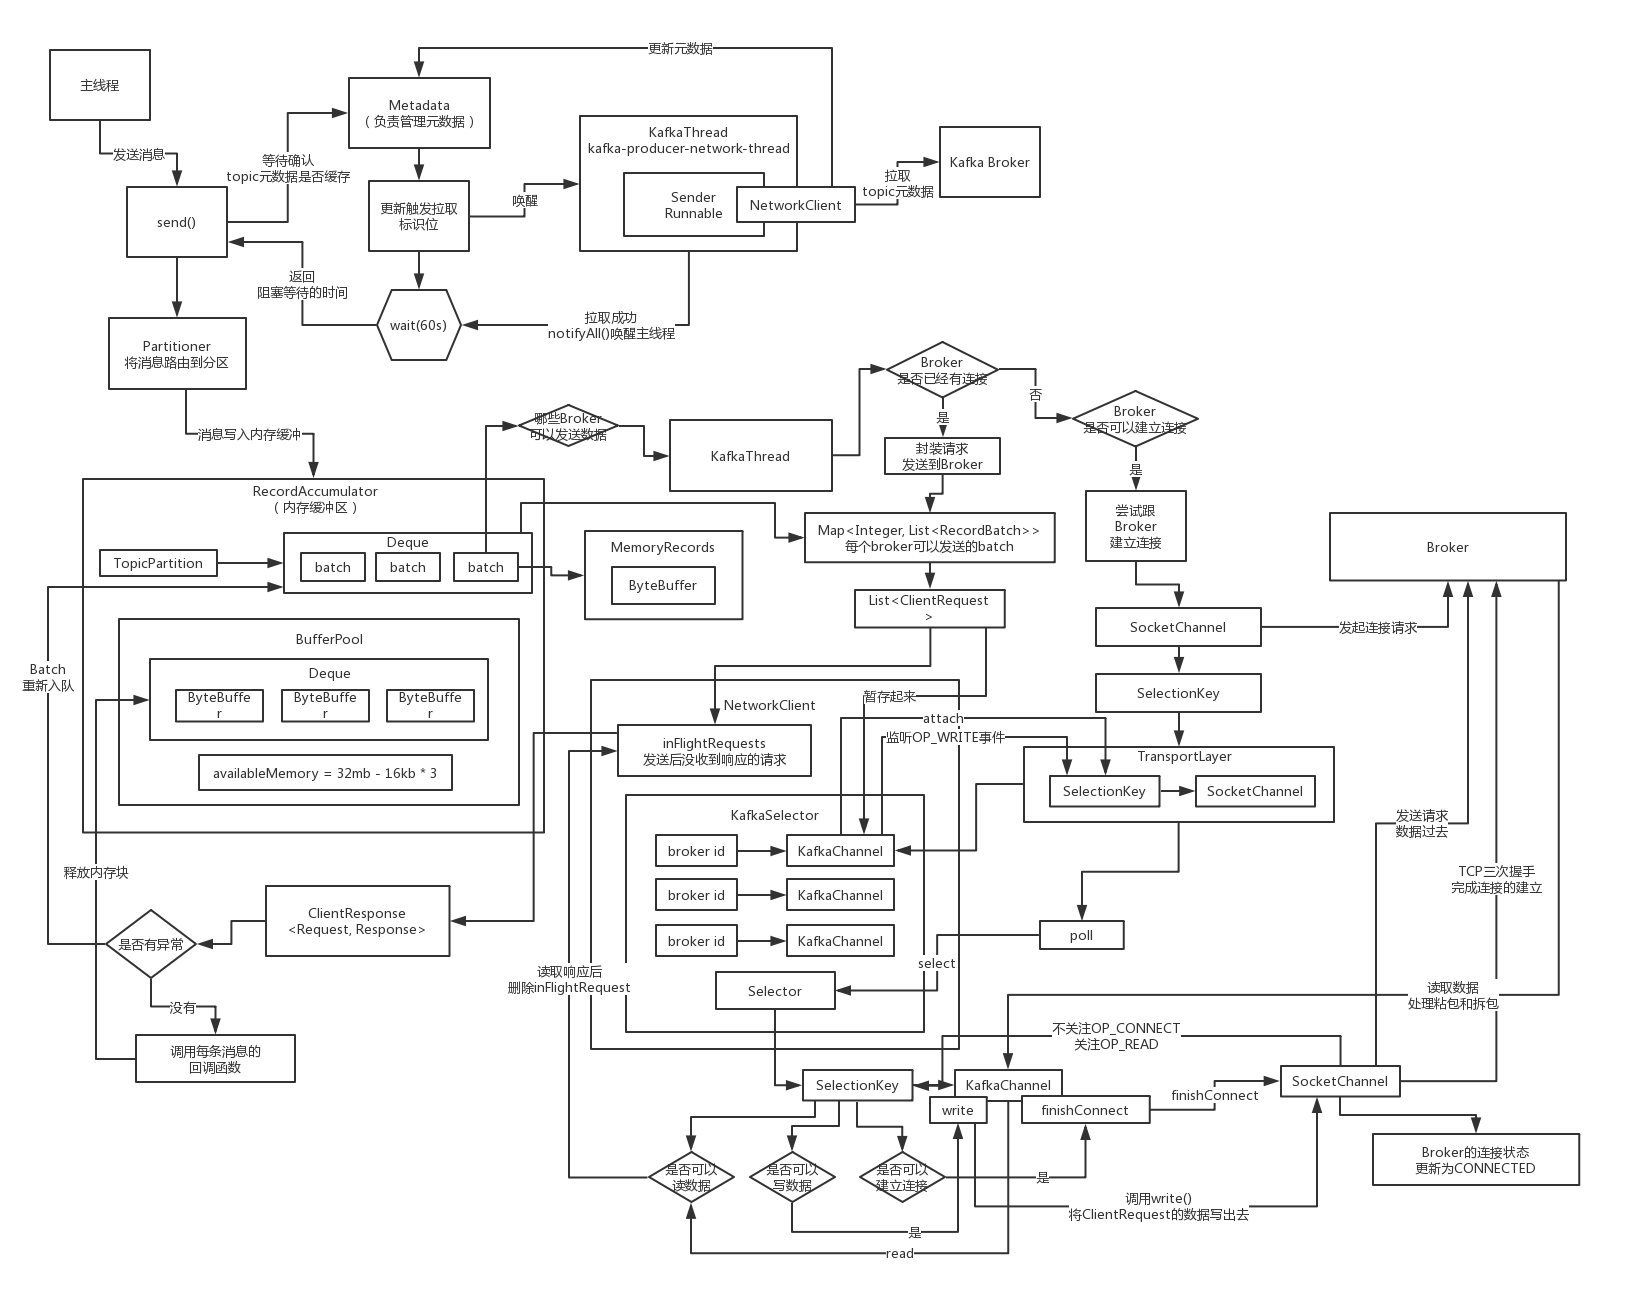 更新元数据
主线程
Metadata
（负责管理元数据）
KafkaThread
kafka-producer-network-thread
发送消息
等待确认
topic元数据是否缓存
Kafka Broker
拉取
topic元数据
Sender
Runnable
NetworkClient
send()
更新触发拉取
标识位
唤醒
返回
阻塞等待的时间
wait(60s)
拉取成功
notifyAll()唤醒主线程
Partitioner
将消息路由到分区
Broker
是否已经有连接
否
Broker
是否可以建立连接
是
哪些Broker
可以发送数据
消息写入内存缓冲
KafkaThread
封装请求
发送到Broker
是
RecordAccumulator
（内存缓冲区）
尝试跟
Broker
建立连接
Map<Integer, List<RecordBatch>>
每个broker可以发送的batch
Broker
Deque
TopicPartition
batch
batch
batch
MemoryRecords
ByteBuffer
List<ClientRequest
>
SocketChannel
发起连接请求
BufferPool
Deque
ByteBuffe
r
ByteBuffe
r
ByteBuffe
r
Batch
重新入队
SelectionKey
暂存起来
NetworkClient
attach
监听OP_WRITE事件
inFlightRequests
发送后没收到响应的请求
TransportLayer
SelectionKey
SocketChannel
availableMemory = 32mb - 16kb * 3
KafkaSelector
发送请求
数据过去
broker id
KafkaChannel
释放内存块
TCP三次握手
完成连接的建立
broker id
KafkaChannel
ClientResponse
<Request, Response>
是否有异常
broker id
KafkaChannel
poll
select
读取响应后
删除inFlightRequest
Selector
读取数据
处理粘包和拆包
没有
不关注OP_CONNECT
关注OP_READ
调用每条消息的
回调函数
SelectionKey
KafkaChannel
SocketChannel
finishConnect
write
finishConnect
Broker的连接状态
更新为CONNECTED
是否可以
读数据
是否可以
写数据
是否可以
建立连接
是
调用write()
将ClientRequest的数据写出去
是
read